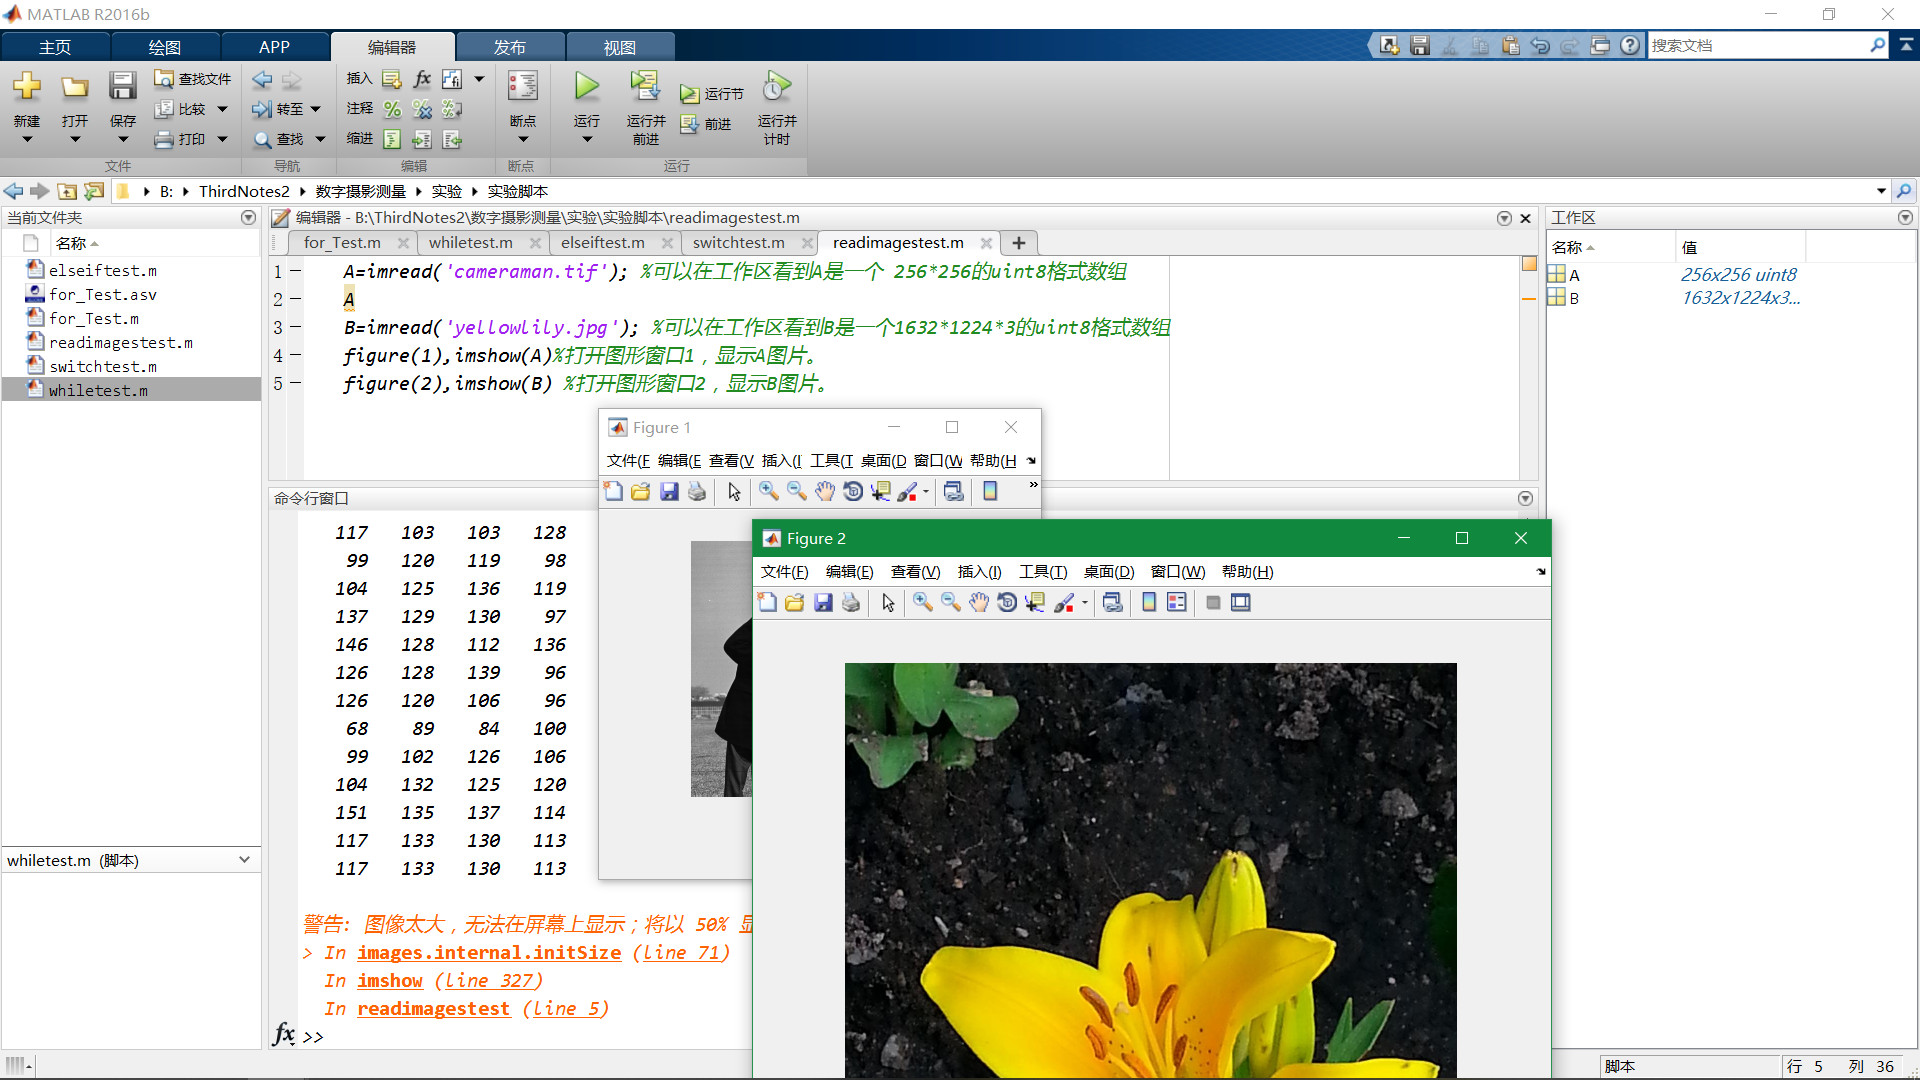 MATLAB R2016b
主页 绘图 APP 编辑器 发布 视图
搜索文档
新建 打开 保存 查找文件 比较 打印
转至 查找
插入 fx
注释
缩进
断点
运行 运行并前进 运行节 前进 运行并计时
文件 导航 编辑 断点 运行
B: ThirdNotes2 数字摄影测量 实验 实验脚本
当前文件夹
名称
elseiftest.m
for_Test.asv
for_Test.m
readimagestest.m
switchtest.m
whiletest.m
whiletest.m (脚本)
编辑器 - B:\ThirdNotes2\数字摄影测量\实验\实验脚本\readimagestest.m
for_Test.m whiletest.m elseiftest.m switchtest.m readimagestest.m
1 A=imread('cameraman.tif'); %可以在工作区看到A是一个 256*256的uint8格式数组
2 A
3 B=imread('yellowlily.jpg'); %可以在工作区看到B是一个1632*1224*3的uint8格式数组
4 figure(1),imshow(A)%打开图形窗口1，显示A图片。
5 figure(2),imshow(B) %打开图形窗口2，显示B图片。
命令行窗口
117 103 103 128
99 120 119 98
104 125 136 119
137 129 130 97
146 128 112 136
126 128 139 96
126 120 106 96
68 89 84 100
99 102 126 106
104 132 125 120
151 135 137 114
117 133 130 113
117 133 130 113
警告: 图像太大，无法在屏幕上显示；将以 50% 显
> In images.internal.initSize (line 71)
In imshow (line 327)
In readimagestest (line 5)
fx >>
Figure 1
文件(F 编辑(E 查看(V 插入(I 工具(T 桌面(D 窗口(W 帮助(H
Figure 2
文件(F) 编辑(E) 查看(V) 插入(I) 工具(T) 桌面(D) 窗口(W) 帮助(H)
工作区
名称 值
A 256x256 uint8
B 1632x1224x3...
脚本 行 5 列 36